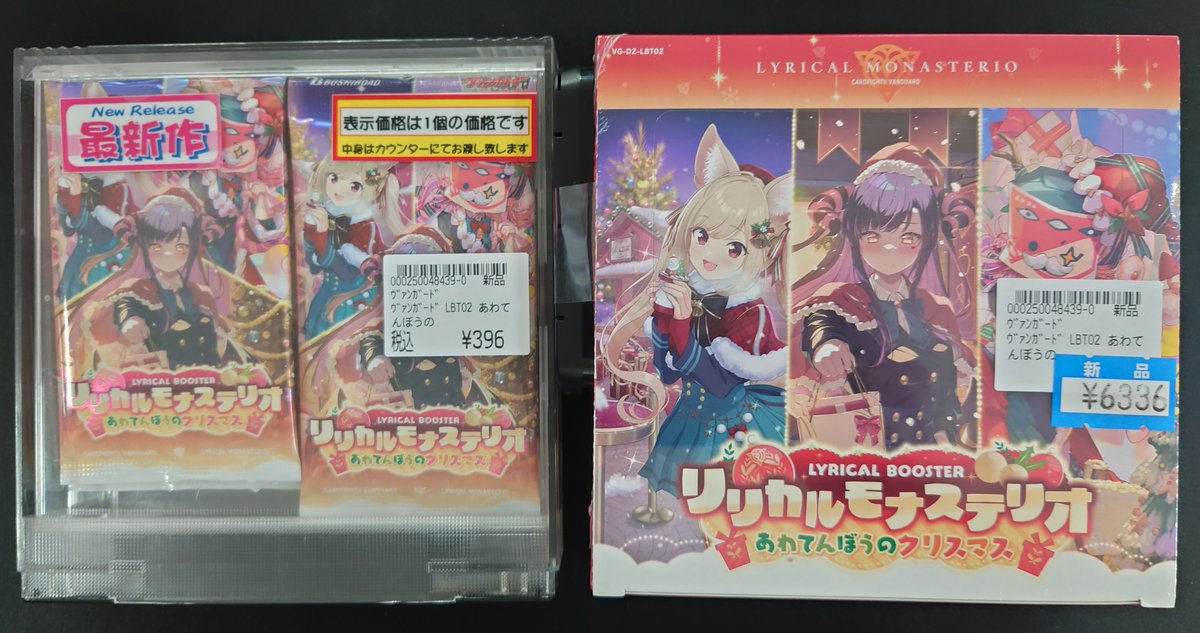 New Release
最新作
BUSHIROAD
表示価格は1個の価格です
中身はカウンターにてお渡し致します
000250048439-0 新品
ヴァンガード
ヴァンガード LBT02 あわて
んぼうの
税込 ¥396
LYRICAL BOOSTER
リリカルモナステリオ
あわてんぼうのクリスマス
CARDFIGHT!! VANGUARD LYRICAL MONASTERIO
LYRICAL BOOSTER
リリカルモナステリオ
あわてんぼうのクリスマス
CARDFIGHT!! VANGUARD LYRICAL MONASTERIO
VG-DZ-LBT02
LYRICAL MONASTERIO
CARDFIGHT!! VANGUARD
000250048439-0 新品
ヴァンガード
ヴァンガード LBT02 あわて
んぼうの
新品
¥6336
LYRICAL BOOSTER
リリカルモナステリオ
あわてんぼうのクリスマス